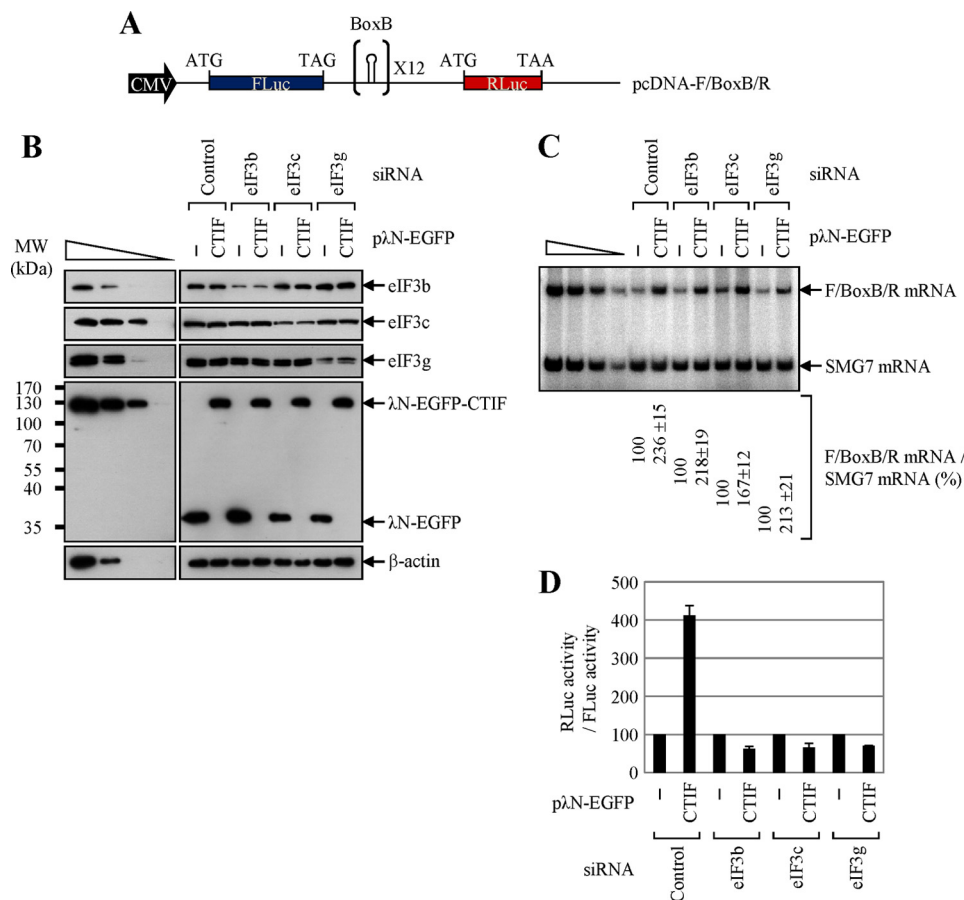 A
BoxB
ATG TAG X12 ATG TAA
CMV FLuc RLuc pcDNA-F/BoxB/R
B
Control eIF3b eIF3c eIF3g siRNA
– CTIF – CTIF – CTIF – CTIF pλN-EGFP
MW
(kDa)
eIF3b
eIF3c
eIF3g
170
130
100
70
55
40
35
λN-EGFP-CTIF
λN-EGFP
β-actin
C
Control eIF3b eIF3c eIF3g siRNA
– CTIF – CTIF – CTIF – CTIF pλN-EGFP
F/BoxB/R mRNA
SMG7 mRNA
100 236 ±15 100 218±19 100 167±12 100 213 ±21
F/BoxB/R mRNA /
SMG7 mRNA (%)
D
RLuc activity
/ FLuc activity
500
400
300
200
100
0
pλN-EGFP – CTIF – CTIF – CTIF – CTIF
siRNA Control eIF3b eIF3c eIF3g